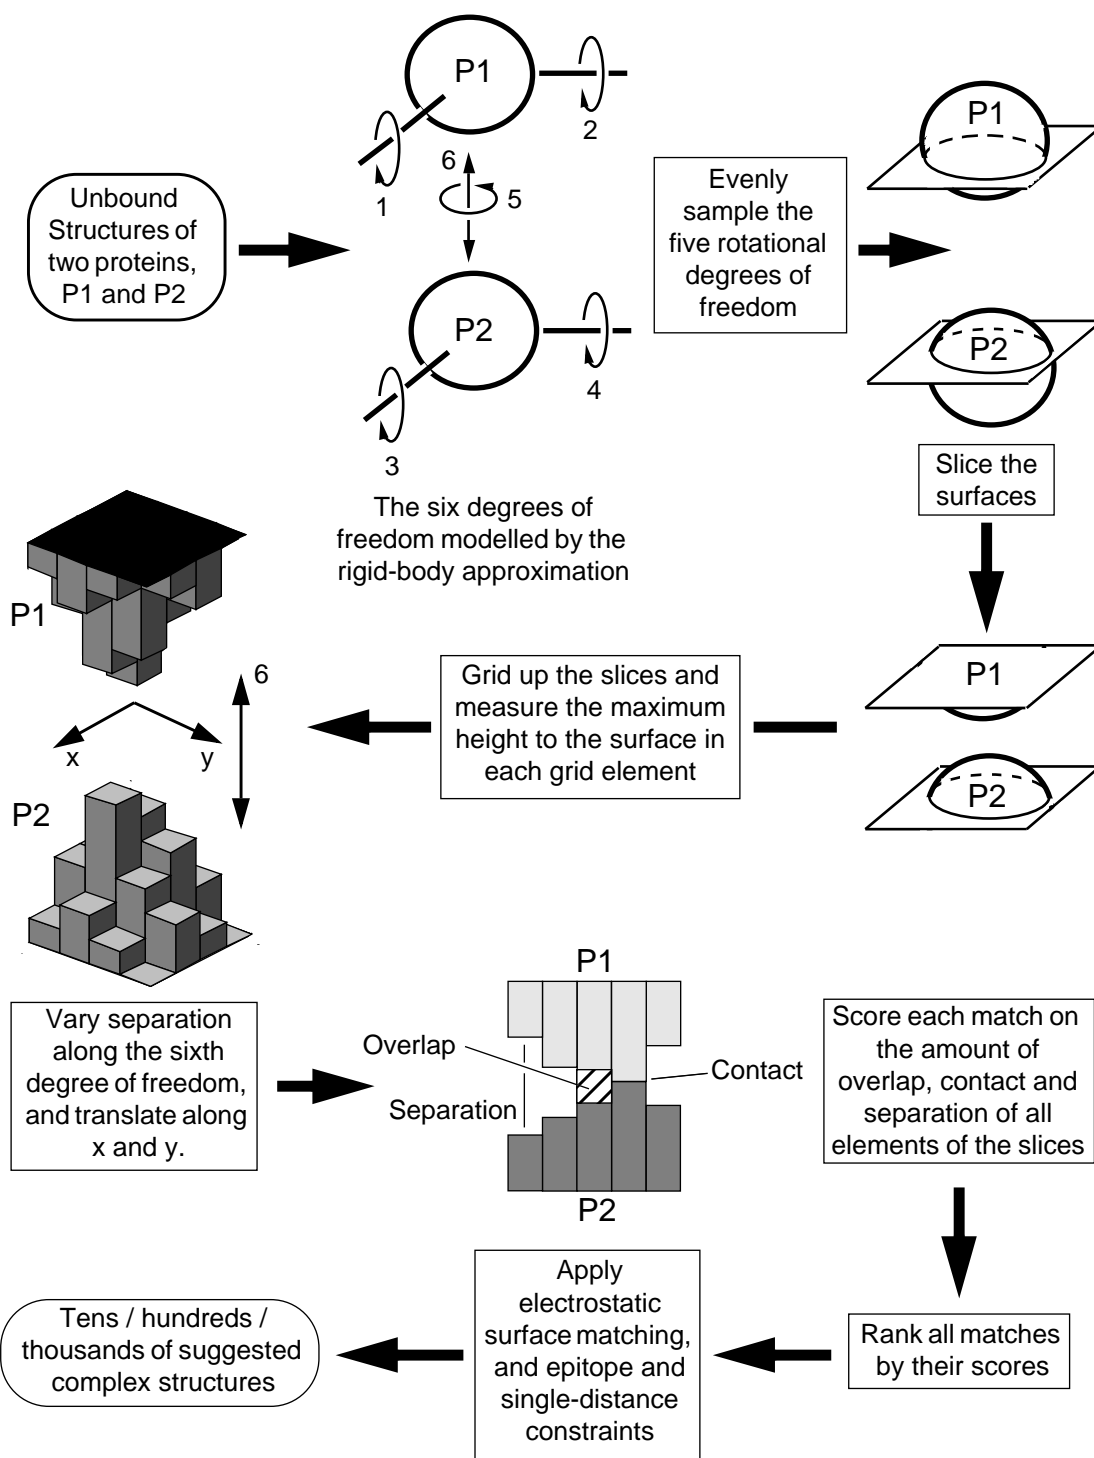 P1
2
1
6
5
Unbound
Structures of
two proteins,
P1 and P2
P2
4
3
The six degrees of
freedom modelled by the
rigid-body approximation
Evenly
sample the
five rotational
degrees of
freedom
P1
P2
Slice the
surfaces
P1
P2
Grid up the slices and
measure the maximum
height to the surface in
each grid element
P1
6
x
y
P2
Vary separation
along the sixth
degree of freedom,
and translate along
x and y.
P1
Overlap
Contact
Separation
P2
Score each match on
the amount of
overlap, contact and
separation of all
elements of the slices
Rank all matches
by their scores
Apply
electrostatic
surface matching,
and epitope and
single-distance
constraints
Tens / hundreds /
thousands of suggested
complex structures